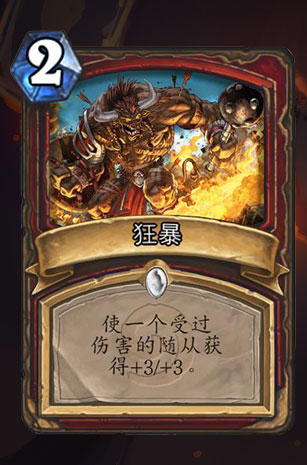 2
狂暴
使一个受过
伤害的随从获
得+3/+3。